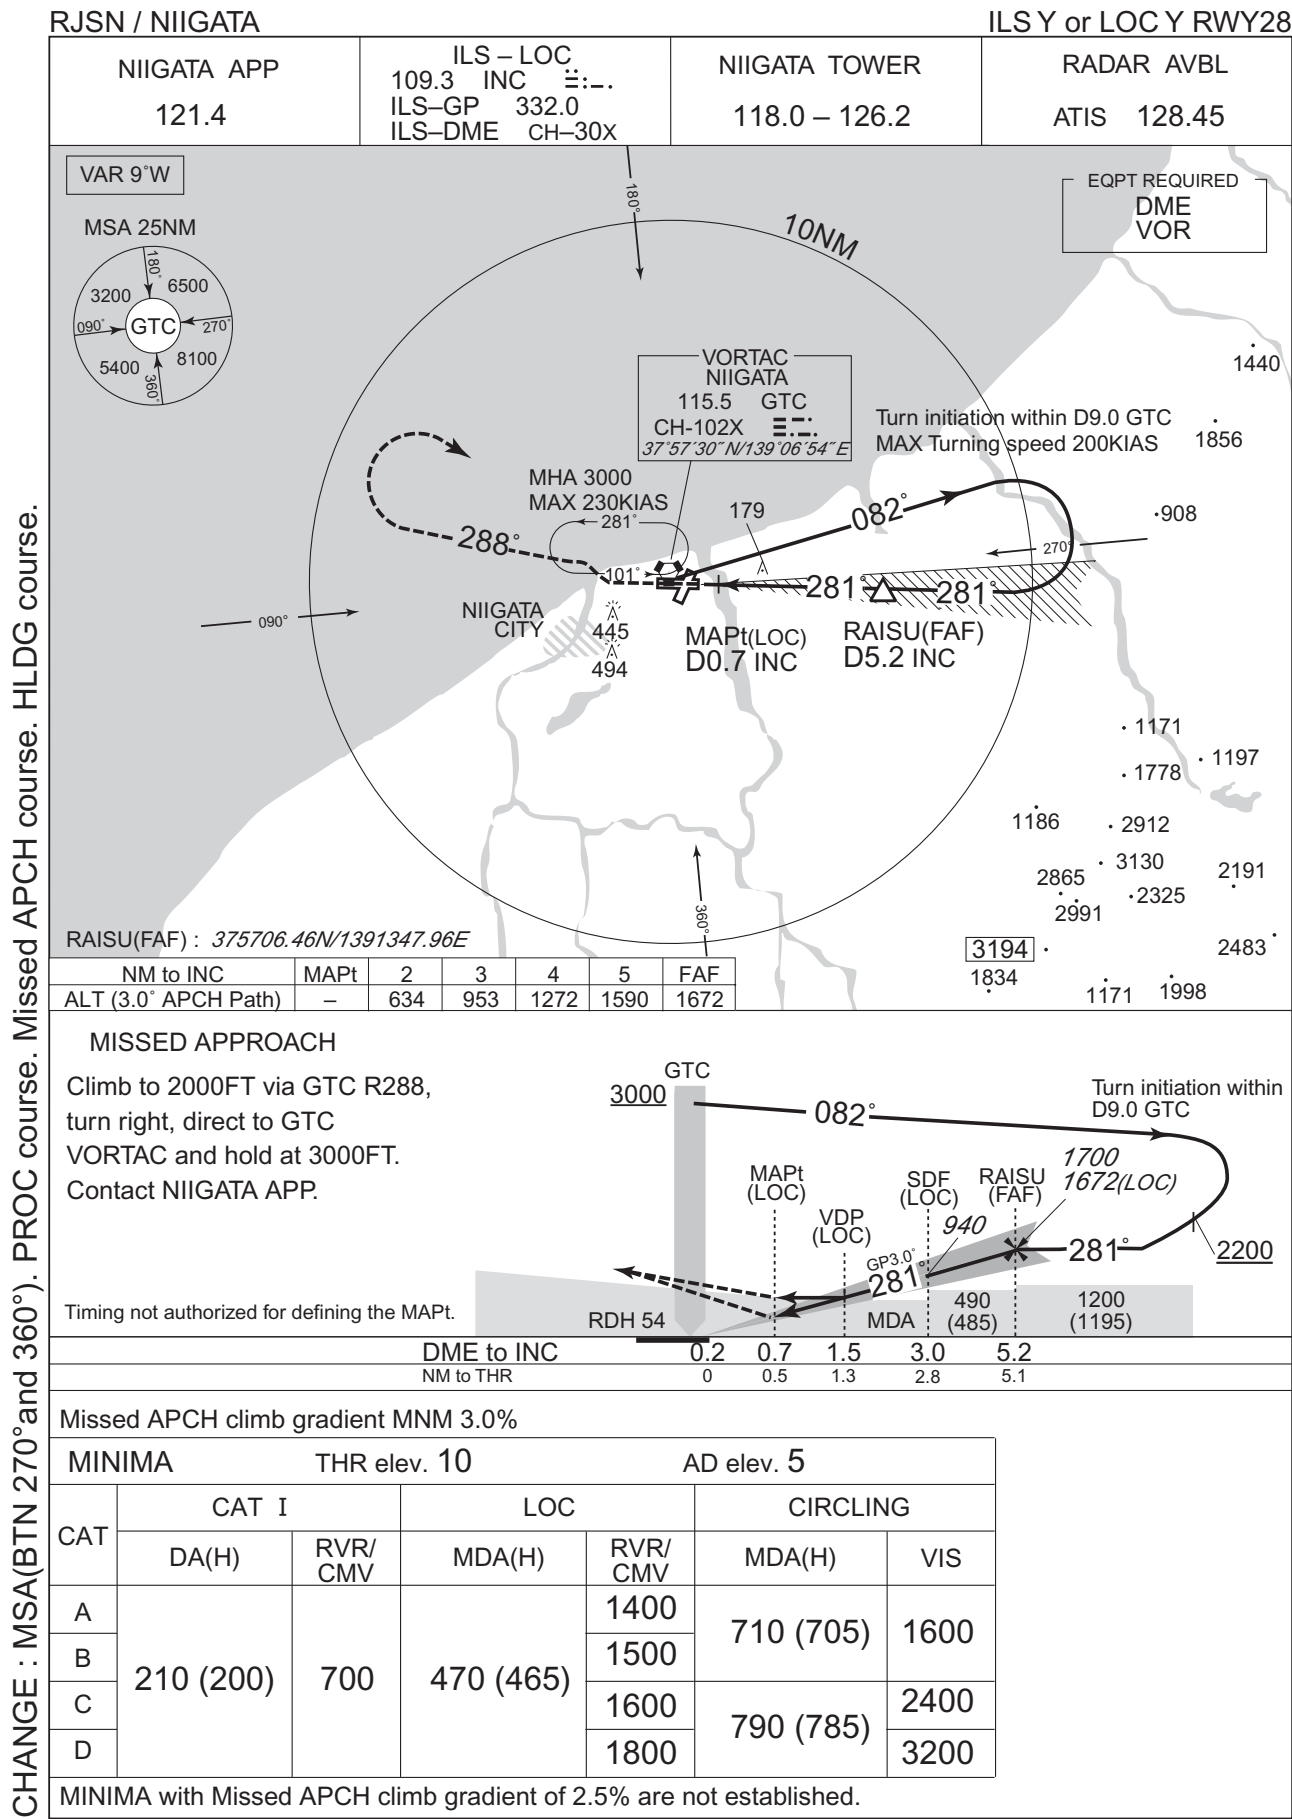 RJSN / NIIGATA
ILS Y or LOC Y RWY28
NIIGATA APP
121.4
ILS – LOC
109.3 INC
ILS–GP 332.0
ILS–DME CH–30X
NIIGATA TOWER
118.0 – 126.2
RADAR AVBL
ATIS 128.45
VAR 9°W
MSA 25NM
180°
3200
6500
090°
GTC
270°
5400
8100
360°
180°
10NM
EQPT REQUIRED
DME
VOR
1440
VORTAC
NIIGATA
115.5 GTC
CH-102X
37°57′30″N/139°06′54″E
Turn initiation within D9.0 GTC
MAX Turning speed 200KIAS
1856
MHA 3000
MAX 230KIAS
281°
179
082°
908
288°
270°
101°
281°
281°
090°
NIIGATA
CITY
445
494
MAPt(LOC)
D0.7 INC
RAISU(FAF)
D5.2 INC
1171
1197
1778
1186
2912
3130
2865
2191
2325
2991
360°
3194
2483
1834
1171
1998
RAISU(FAF) : 375706.46N/1391347.96E
NM to INC MAPt 2 3 4 5 FAF
ALT (3.0° APCH Path) – 634 953 1272 1590 1672
MISSED APPROACH
Climb to 2000FT via GTC R288,
turn right, direct to GTC
VORTAC and hold at 3000FT.
Contact NIIGATA APP.
Timing not authorized for defining the MAPt.
GTC
3000
082°
Turn initiation within
D9.0 GTC
MAPt
(LOC)
VDP
(LOC)
SDF
(LOC)
RAISU
(FAF)
1700
1672(LOC)
940
GP3.0°
281°
281°
2200
RDH 54
MDA
490
(485)
1200
(1195)
DME to INC 0.2 0.7 1.5 3.0 5.2
NM to THR 0 0.5 1.3 2.8 5.1
Missed APCH climb gradient MNM 3.0%
MINIMA THR elev. 10 AD elev. 5
CAT
CAT I
LOC
CIRCLING
DA(H)
RVR/
CMV
MDA(H)
RVR/
CMV
MDA(H)
VIS
A
B
C
D
210 (200)
700
470 (465)
1400
1500
1600
1800
710 (705)
790 (785)
1600
2400
3200
MINIMA with Missed APCH climb gradient of 2.5% are not established.
CHANGE : MSA(BTN 270°and 360°). PROC course. Missed APCH course. HLDG course.